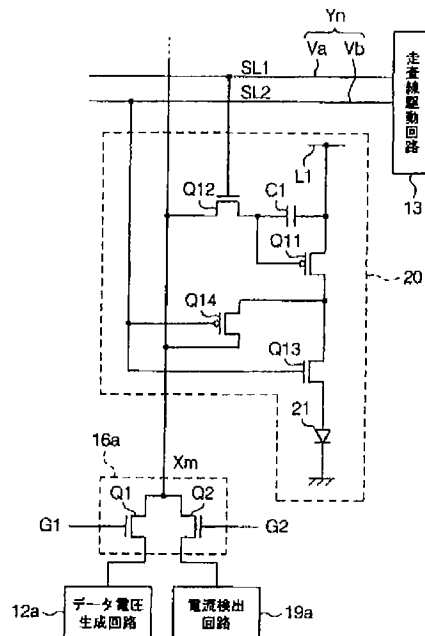 Yn
Va Vb
SL1
SL2
走査線駆動回路
13
L1
Q12
C1
Q11
20
Q14
Q13
21
16a
Xm
Q1
Q2
G1
G2
12a
データ電圧
生成回路
電流検出
回路
19a